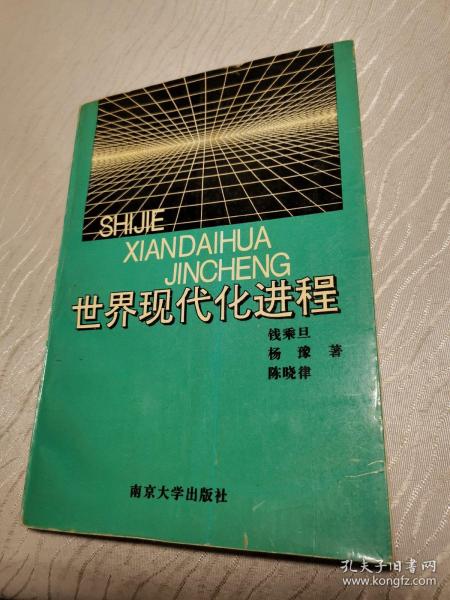 SHIJIE
XIANDAIHUA
JINCHENG
世界现代化进程
钱乘旦
杨豫 著
陈晓律
南京大学出版社
孔夫子旧书网
www.kongfz.com